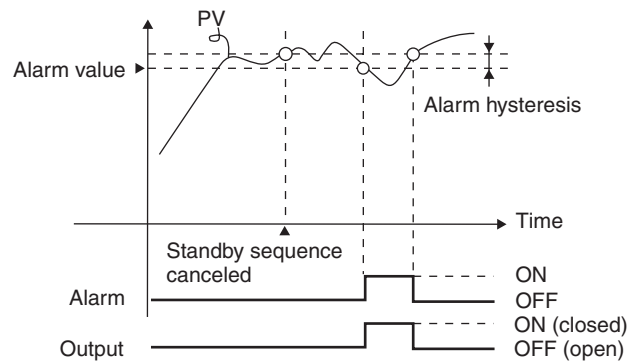 PV
Alarm value
Alarm hysteresis
Time
Standby sequence
canceled
ON
Alarm
OFF
ON (closed)
Output
OFF (open)